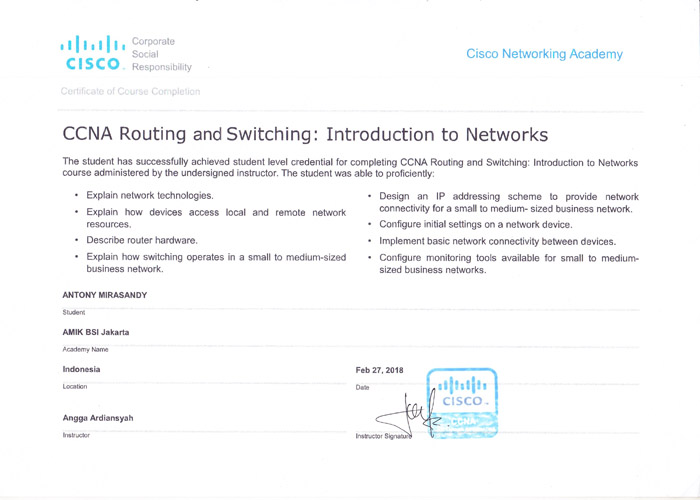 CISCO
Corporate
Social
Responsibility
Cisco Networking Academy
Certificate of Course Completion
CCNA Routing and Switching: Introduction to Networks
The student has successfully achieved student level credential for completing CCNA Routing and Switching: Introduction to Networks
course administered by the undersigned instructor. The student was able to proficiently:
• Explain network technologies.
• Explain how devices access local and remote network
resources.
• Describe router hardware.
• Explain how switching operates in a small to medium-sized
business network.
• Design an IP addressing scheme to provide network
connectivity for a small to medium- sized business network.
• Configure initial settings on a network device.
• Implement basic network connectivity between devices.
• Configure monitoring tools available for small to medium-
sized business networks.
ANTONY MIRASANDY
Student
AMIK BSI Jakarta
Academy Name
Indonesia
Location
Feb 27, 2018
Date
CISCO
CCNA
Angga Ardiansyah
Instructor
Instructor Signature